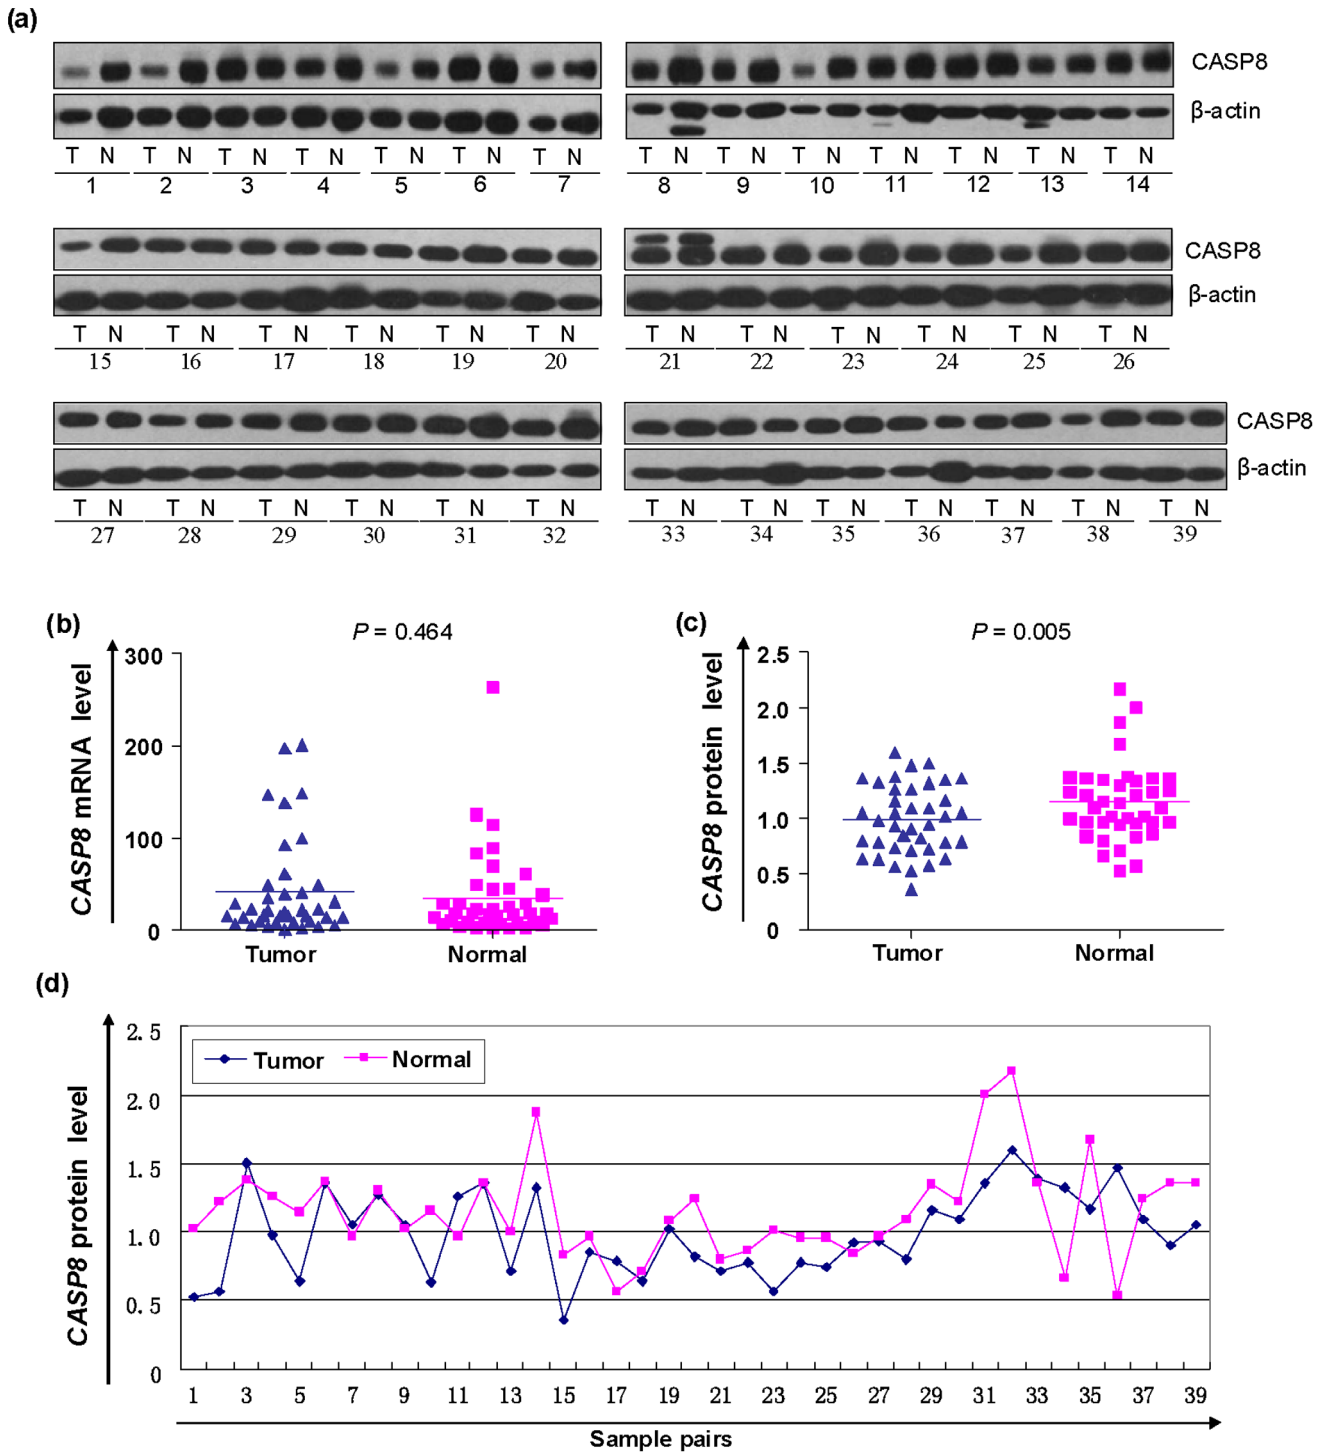 (a)
CASP8
β-actin
T N T N T N T N T N T N T N
1 2 3 4 5 6 7
CASP8
β-actin
T N T N T N T N T N T N T N
8 9 10 11 12 13 14
T N T N T N T N T N T N
15 16 17 18 19 20
CASP8
β-actin
T N T N T N T N T N T N
21 22 23 24 25 26
T N T N T N T N T N T N
27 28 29 30 31 32
T N T N T N T N T N T N T N
33 34 35 36 37 38 39
(b)
P = 0.464
CASP8 mRNA level
300
200
100
0
Tumor Normal
(c)
P = 0.005
CASP8 protein level
2.5
2.0
1.5
1.0
0.5
0
Tumor Normal
(d)
CASP8 protein level
2.5
2.0
1.5
1.0
0.5
0
Tumor Normal
1 3 5 7 9 11 13 15 17 19 21 23 25 27 29 31 33 35 37 39
Sample pairs